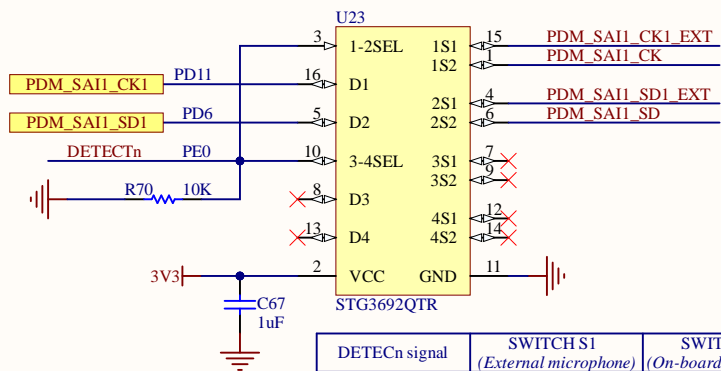 U23
3 1-2SEL 1S1 15 PDM_SAI1_CK1_EXT
1S2 1 PDM_SAI1_CK
PDM_SAI1_CK1 PD11 16 D1
2S1 4 PDM_SAI1_SD1_EXT
PDM_SAI1_SD1 PD6 5 D2 2S2 6 PDM_SAI1_SD
DETECTn PE0 10 3-4SEL 3S1 7
3S2 9
R70 10K 8 D3
4S1 12
13 D4 4S2 14
3V3 2 VCC GND 11
C67
1uF
STG3692QTR
DETECn signal
SWITCH S1
(External microphone)
(On-board